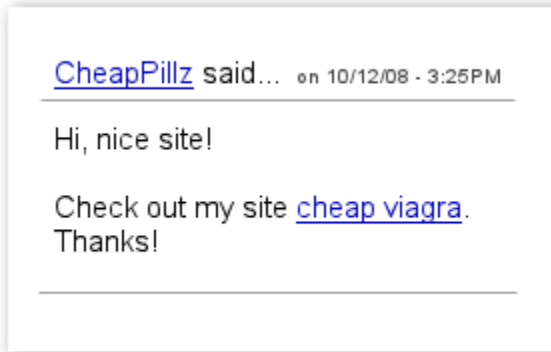 CheapPillz said... on 10/12/08 - 3:25PM
Hi, nice site!
Check out my site cheap viagra.
Thanks!